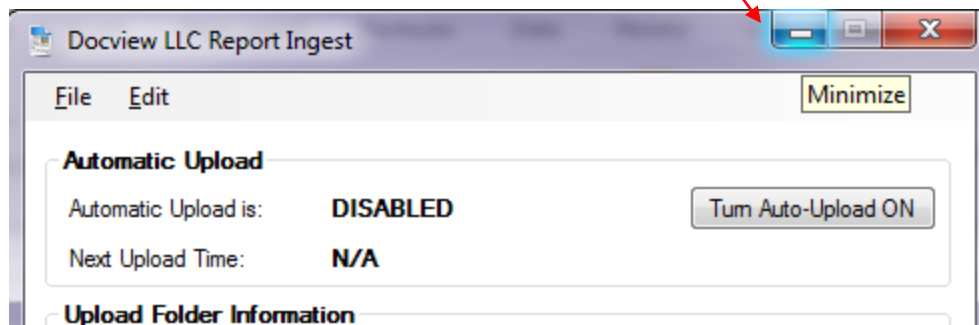 Docview LLC Report Ingest
File Edit
Minimize
Automatic Upload
Automatic Upload is: DISABLED Turn Auto-Upload ON
Next Upload Time: N/A
Upload Folder Information